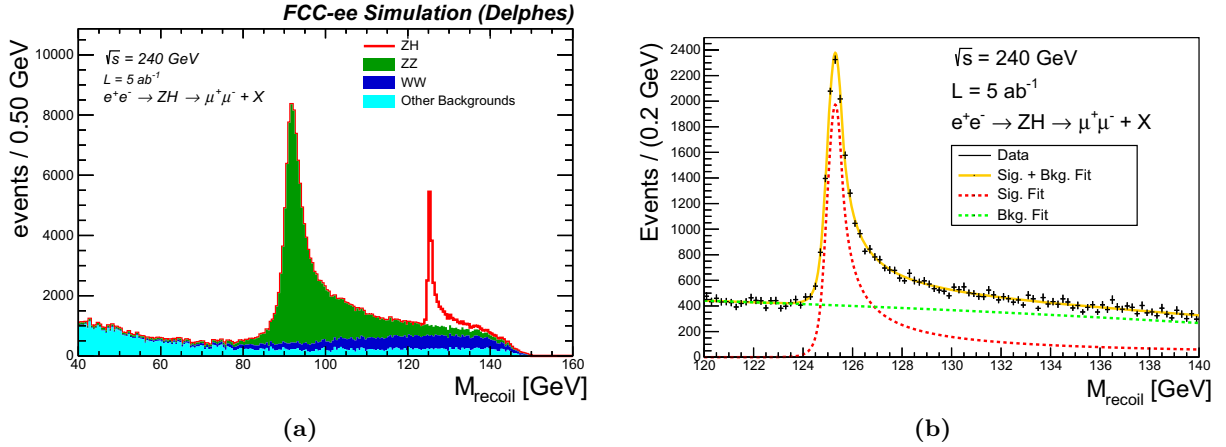 FCC-ee Simulation (Delphes)
events / 0.50 GeV
10000
8000
6000
4000
2000
0
√s = 240 GeV
L = 5 ab⁻¹
e⁺e⁻ → ZH → μ⁺μ⁻ + X
ZH
ZZ
WW
Other Backgrounds
40 60 80 100 120 140 160
M_recoil [GeV]
(a)
Events / (0.2 GeV)
2400
2200
2000
1800
1600
1400
1200
1000
800
600
400
200
0
√s = 240 GeV
L = 5 ab⁻¹
e⁺e⁻ → ZH → μ⁺μ⁻ + X
Data
Sig. + Bkg. Fit
Sig. Fit
Bkg. Fit
120 122 124 126 128 130 132 134 136 138 140
M_recoil [GeV]
(b)